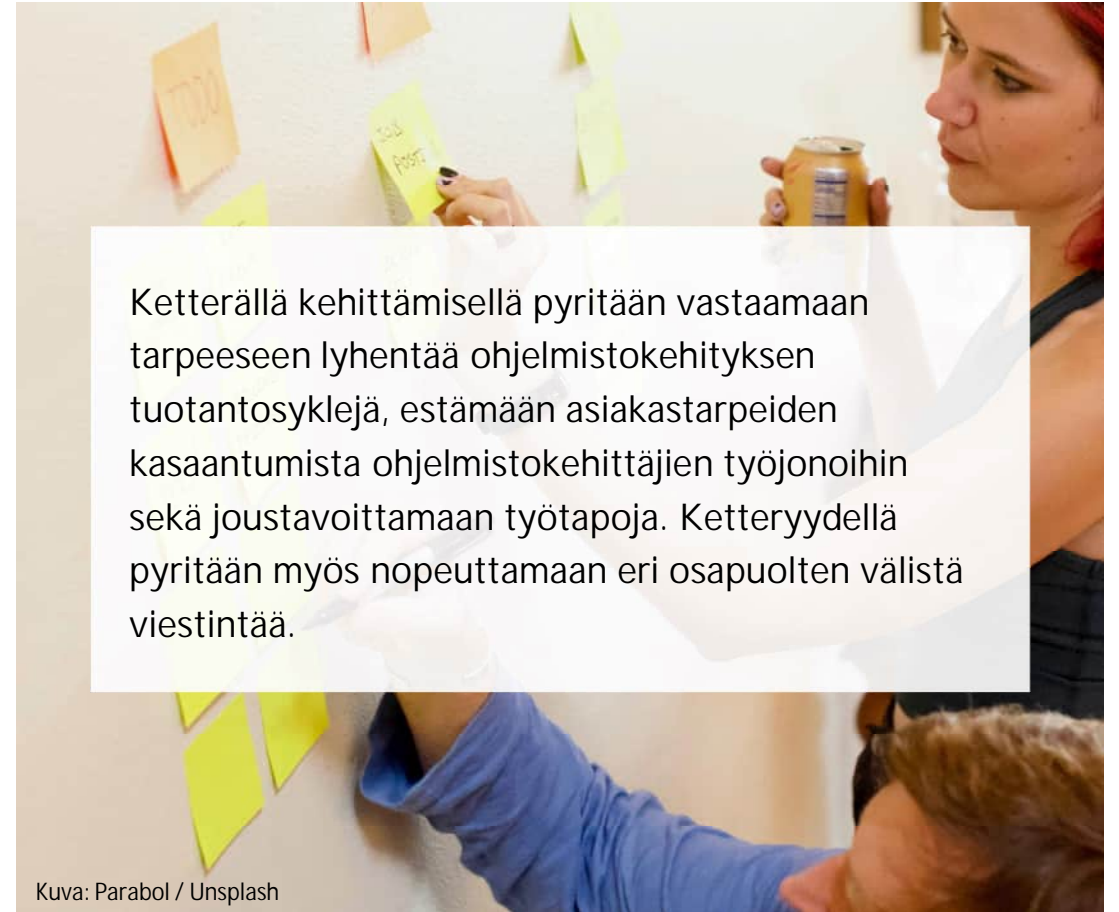 TODO
Ketterällä kehittämisellä pyritään vastaamaan
tarpeeseen lyhentää ohjelmistokehityksen
tuotantosyklejä, estämään asiakastarpeiden
kasaantumista ohjelmistokehittäjien työjonoihin
sekä joustavoittamaan työtapoja. Ketteryydellä
pyritään myös nopeuttamaan eri osapuolten välistä
viestintää.
Kuva: Parabol / Unsplash